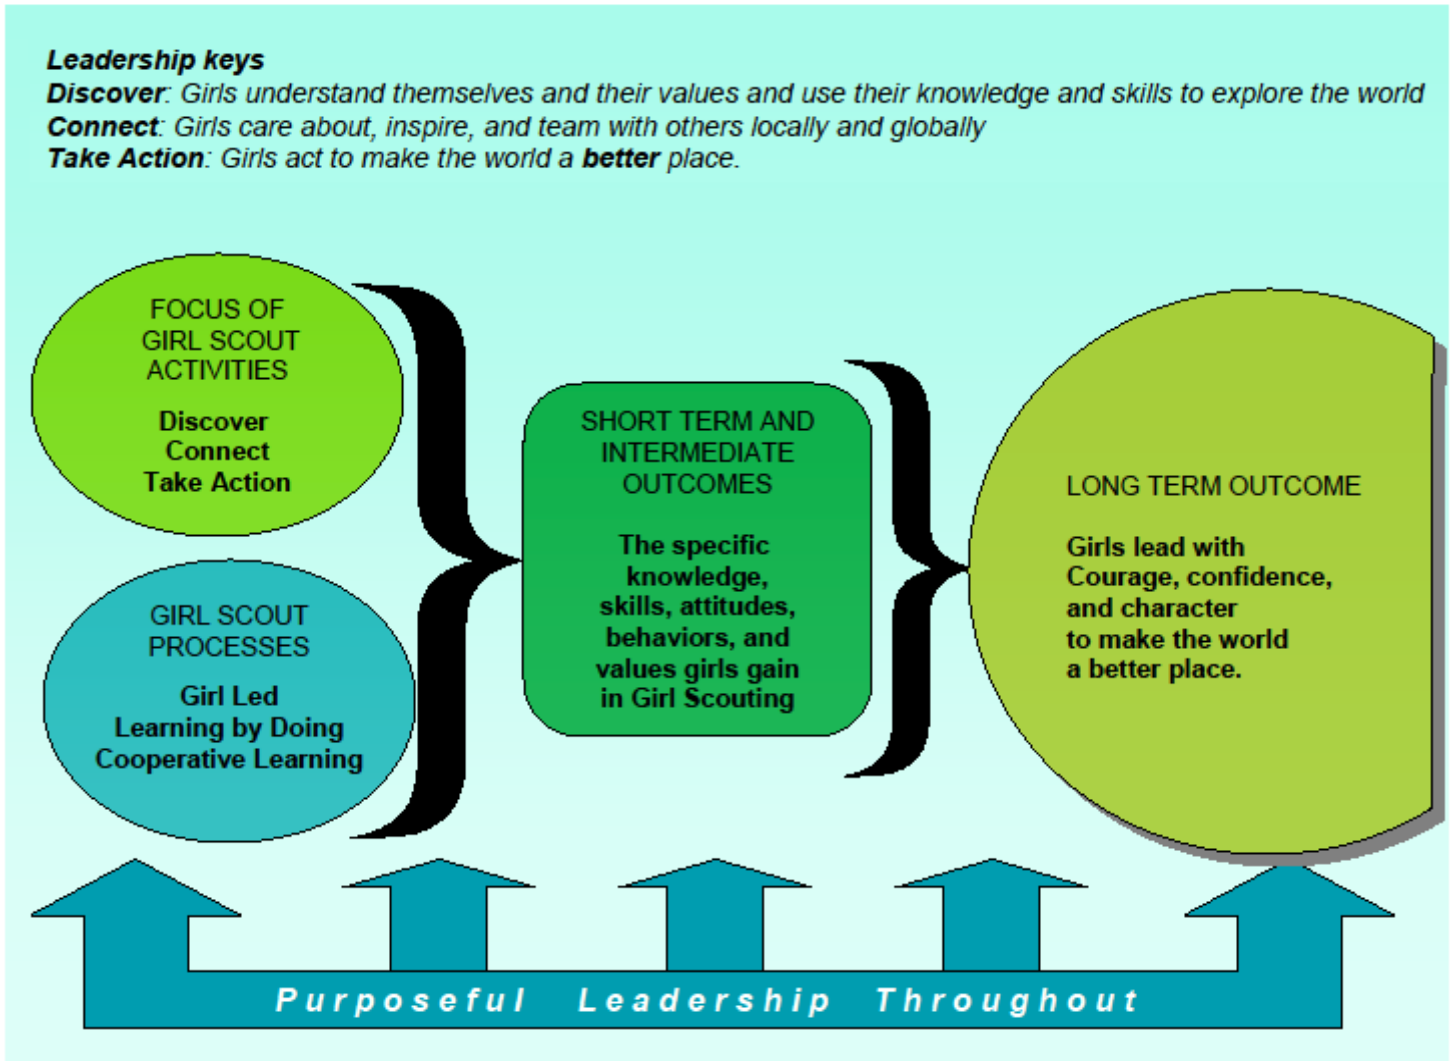 Leadership keys
Discover: Girls understand themselves and their values and use their knowledge and skills to explore the world
Connect: Girls care about, inspire, and team with others locally and globally
Take Action: Girls act to make the world a better place.
FOCUS OF
GIRL SCOUT
ACTIVITIES
Discover
Connect
Take Action
GIRL SCOUT
PROCESSES
Girl Led
Learning by Doing
Cooperative Learning
SHORT TERM AND
INTERMEDIATE
OUTCOMES
The specific
knowledge,
skills, attitudes,
behaviors, and
values girls gain
in Girl Scouting
LONG TERM OUTCOME
Girls lead with
Courage, confidence,
and character
to make the world
a better place.
Purposeful Leadership Throughout